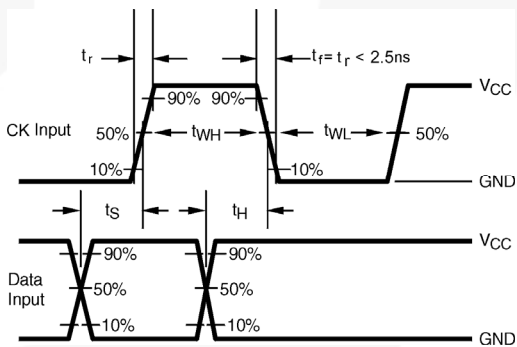 tr
tf = tr < 2.5ns
VCC
90% 90%
CK Input 50% tWH tWL 50%
10% 10%
GND
tS tH
VCC
90% 90%
Data
Input
50% 50%
10% 10%
GND